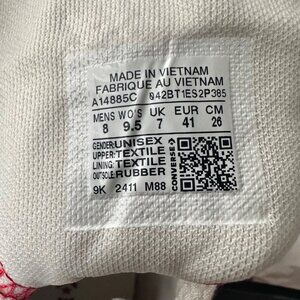 MADE IN VIETNAM
FABRIQUE AU VIETNAM
A14885C 042BT1ES2P385
MENS WO'S UK EUR CM
8 9.5 7 41 26
GENDER: UNISEX
UPPER: TEXTILE
LINING: TEXTILE
OUTSOLE: RUBBER
CONVERSE
9K 2411 M88